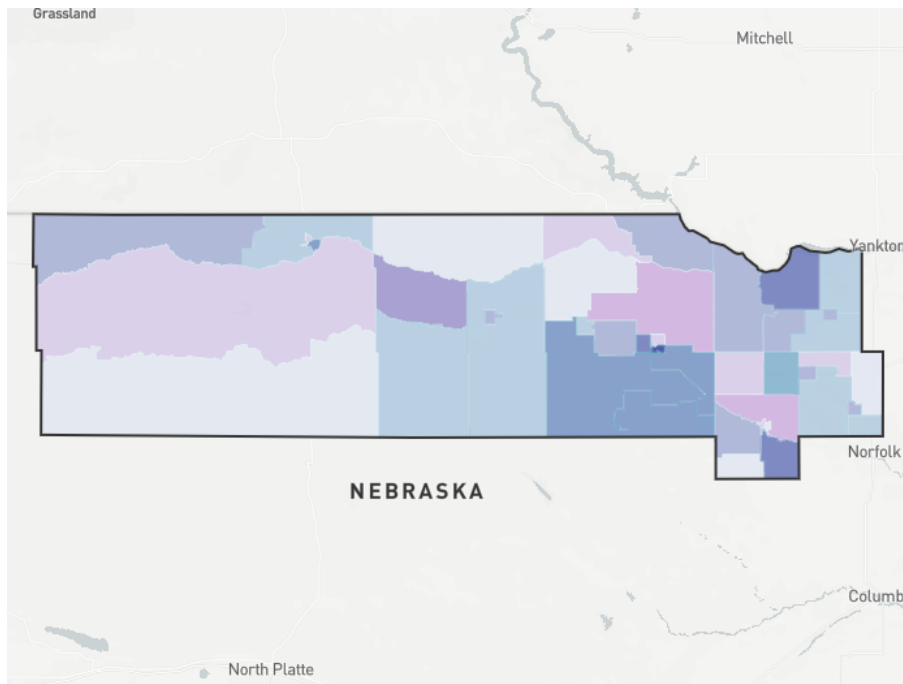 Grassland
Mitchell
Yankton
NEBRASKA
Norfolk
Columb
North Platte